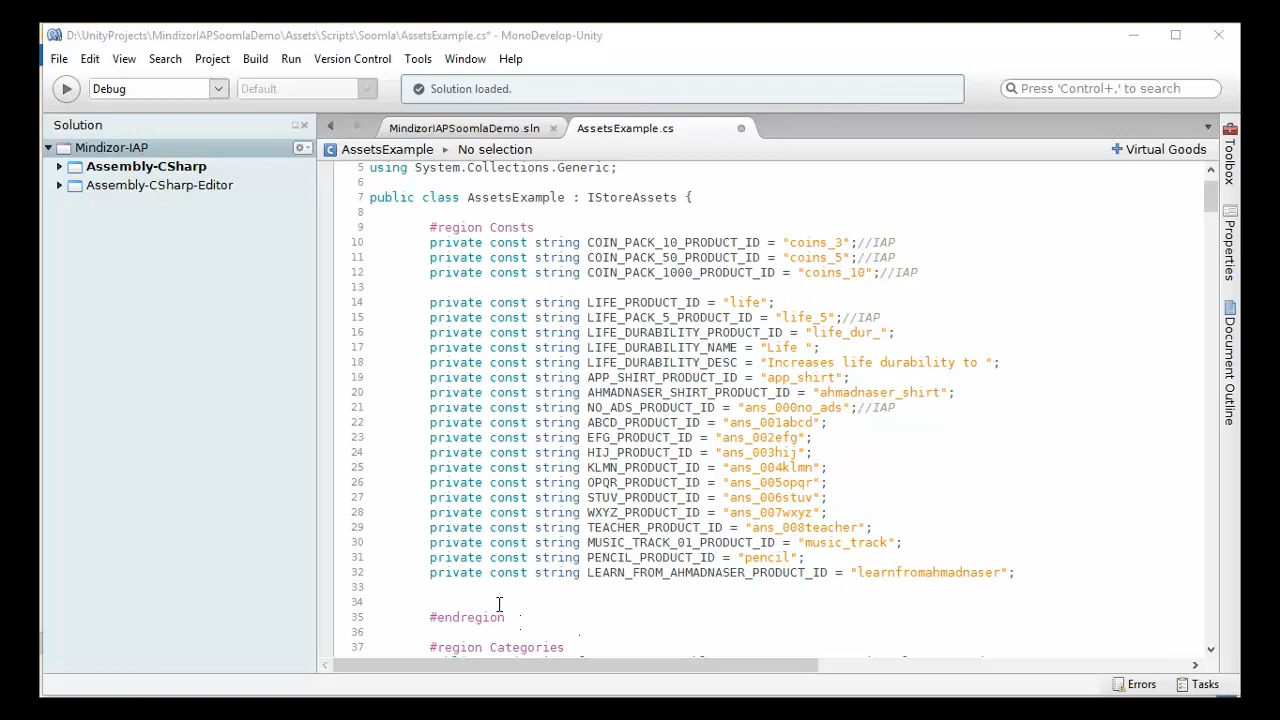 D:\UnityProjects\MindizorIAPSoomlaDemo\Assets\Scripts\Soomla\AssetsExample.cs* - MonoDevelop-Unity
File Edit View Search Project Build Run Version Control Tools Window Help
Debug Default Solution loaded. Press 'Control+,' to search
Solution
Mindizor-IAP
Assembly-CSharp
Assembly-CSharp-Editor
MindizorIAPSoomlaDemo.sln AssetsExample.cs
AssetsExample No selection Virtual Goods
5 using System.Collections.Generic;
6
7 public class AssetsExample : IStoreAssets {
8
9 #region Consts
10 private const string COIN_PACK_10_PRODUCT_ID = "coins_3";//IAP
11 private const string COIN_PACK_50_PRODUCT_ID = "coins_5";//IAP
12 private const string COIN_PACK_1000_PRODUCT_ID = "coins_10";//IAP
13
14 private const string LIFE_PRODUCT_ID = "life";
15 private const string LIFE_PACK_5_PRODUCT_ID = "life_5";//IAP
16 private const string LIFE_DURABILITY_PRODUCT_ID = "life_dur_";
17 private const string LIFE_DURABILITY_NAME = "Life ";
18 private const string LIFE_DURABILITY_DESC = "Increases life durability to ";
19 private const string APP_SHIRT_PRODUCT_ID = "app_shirt";
20 private const string AHMADNASER_SHIRT_PRODUCT_ID = "ahmadnaser_shirt";
21 private const string NO_ADS_PRODUCT_ID = "ans_000no_ads";//IAP
22 private const string ABCD_PRODUCT_ID = "ans_001abcd";
23 private const string EFG_PRODUCT_ID = "ans_002efg";
24 private const string HIJ_PRODUCT_ID = "ans_003hij";
25 private const string KLMN_PRODUCT_ID = "ans_004klmn";
26 private const string OPQR_PRODUCT_ID = "ans_005opqr";
27 private const string STUV_PRODUCT_ID = "ans_006stuv";
28 private const string WXYZ_PRODUCT_ID = "ans_007wxyz";
29 private const string TEACHER_PRODUCT_ID = "ans_008teacher";
30 private const string MUSIC_TRACK_01_PRODUCT_ID = "music_track";
31 private const string PENCIL_PRODUCT_ID = "pencil";
32 private const string LEARN_FROM_AHMADNASER_PRODUCT_ID = "learnfromahmadnaser";
33
34
35 #endregion
36
37 #region Categories
Toolbox
Properties
Document Outline
Errors Tasks